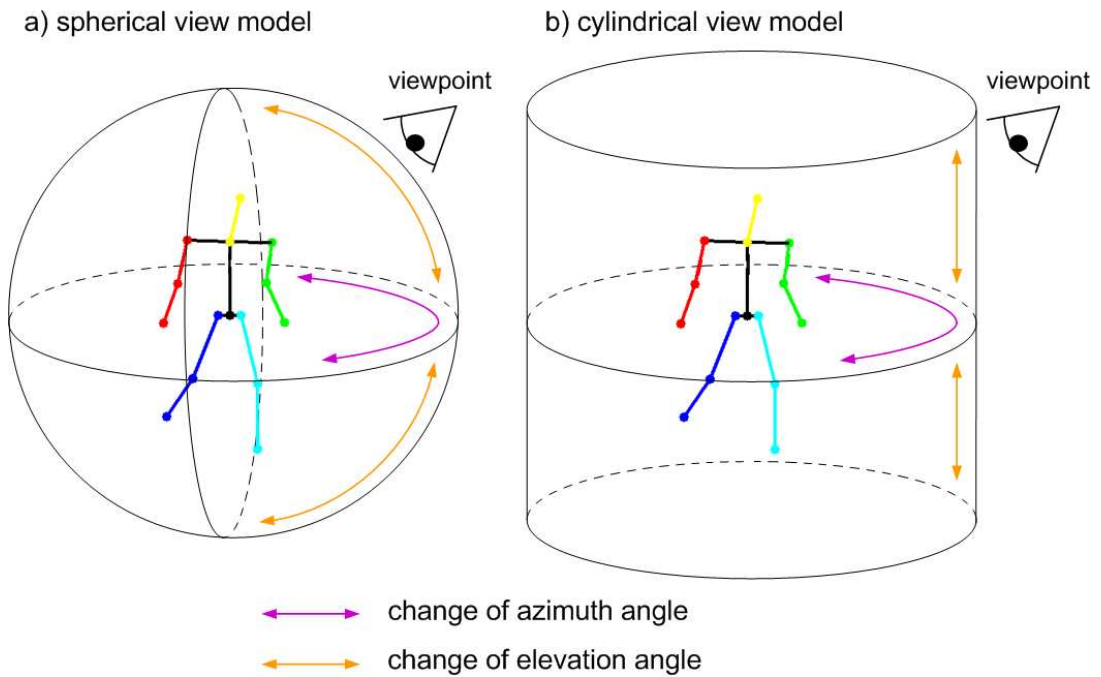 a) spherical view model
b) cylindrical view model
viewpoint
viewpoint
change of azimuth angle
change of elevation angle